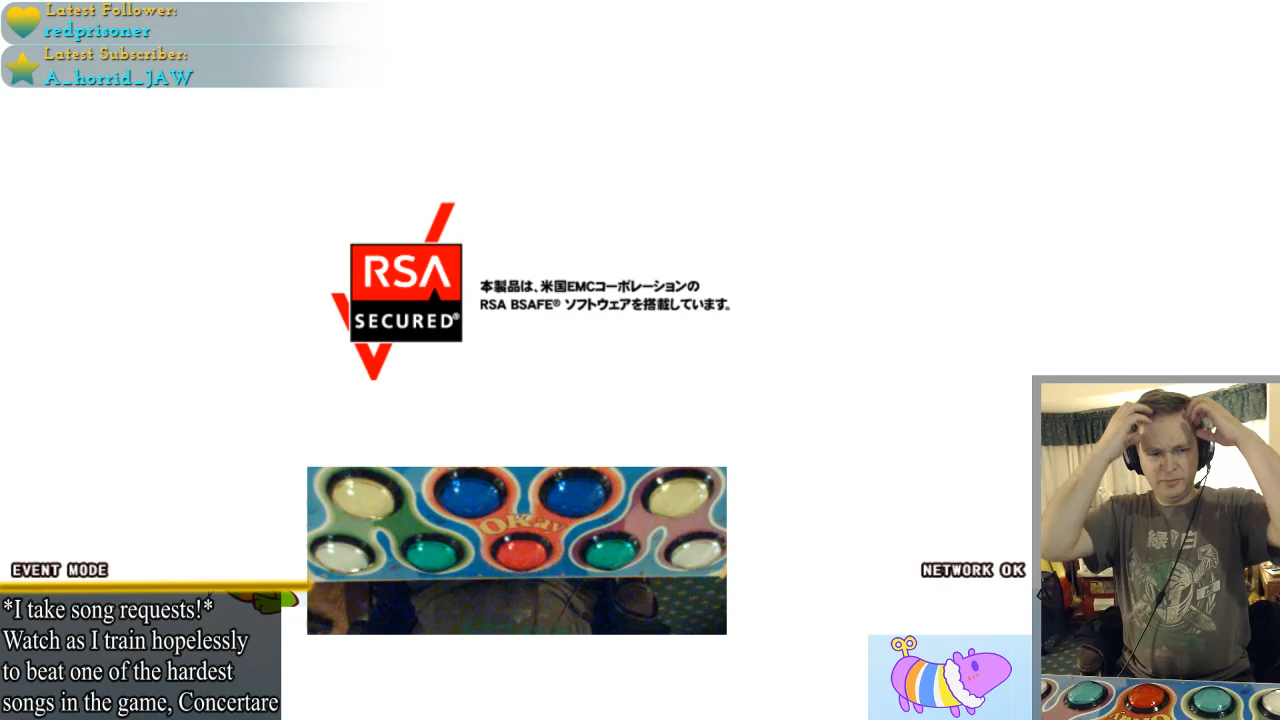 Latest Follower:
redprisoner
Latest Subscriber:
A_horrid_JAW
RSA
SECURED®
本製品は、米国EMCコーポレーションの
RSA BSAFE® ソフトウェアを搭載しています。
OKay
EVENT MODE
NETWORK OK
*I take song requests!*
Watch as I train hopelessly
to beat one of the hardest
songs in the game, Concertare